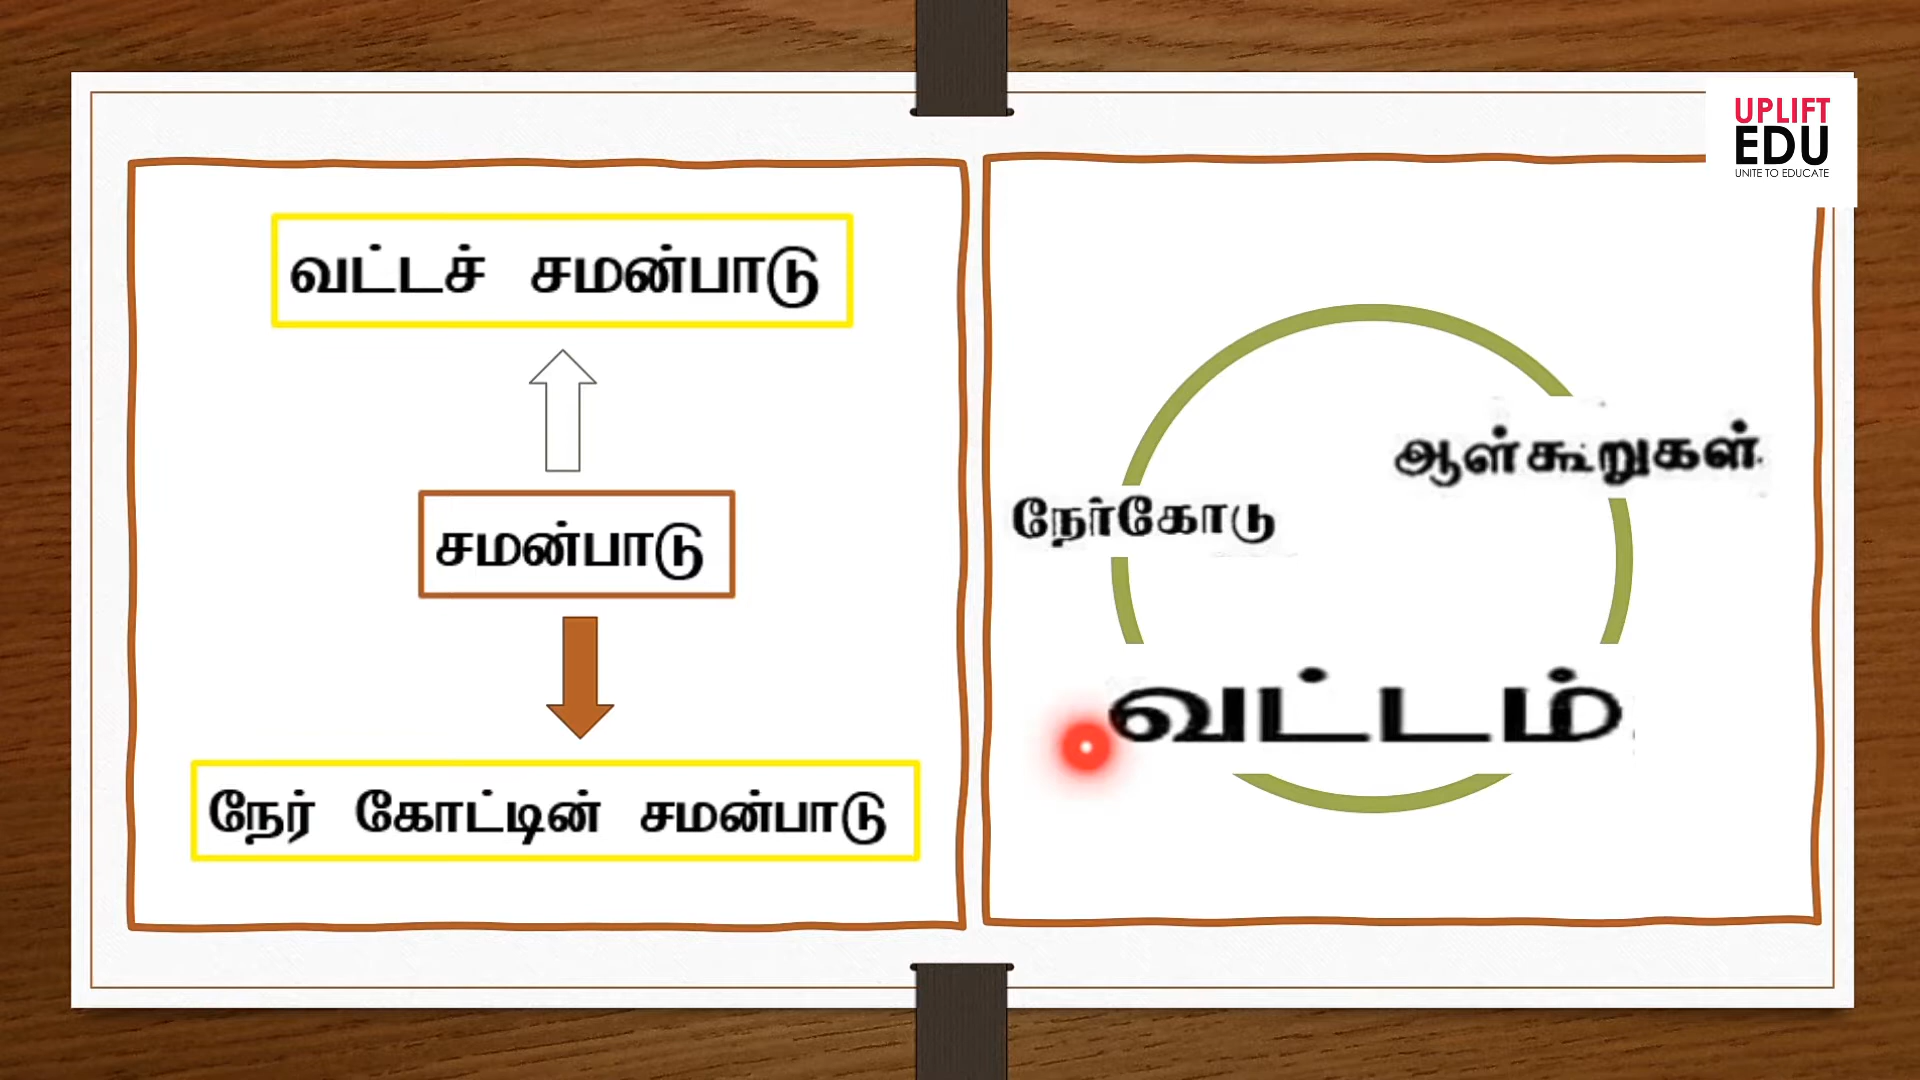 வட்டச் சமன்பாடு
சமன்பாடு
நேர் கோட்டின் சமன்பாடு
UPLIFT
EDU
UNITE TO EDUCATE
ஆள்கூறுகள்
நேர்கோடு
வட்டம்